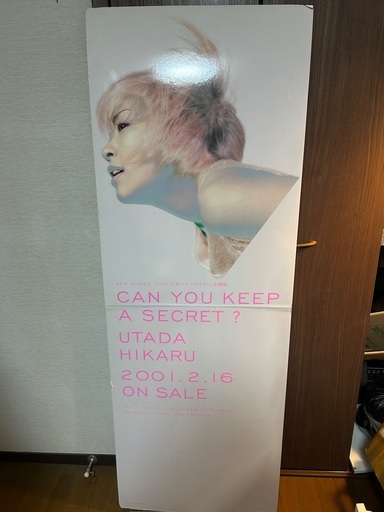 CAN YOU KEEP
A SECRET ?
UTADA
HIKARU
2001.2.16
ON SALE